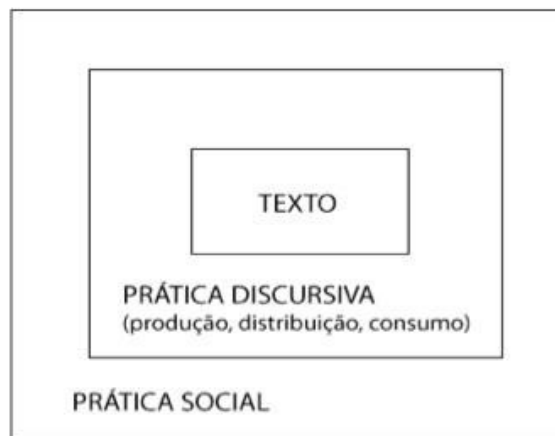 TEXTO
PRÁTICA DISCURSIVA
(produção, distribuição, consumo)
PRÁTICA SOCIAL